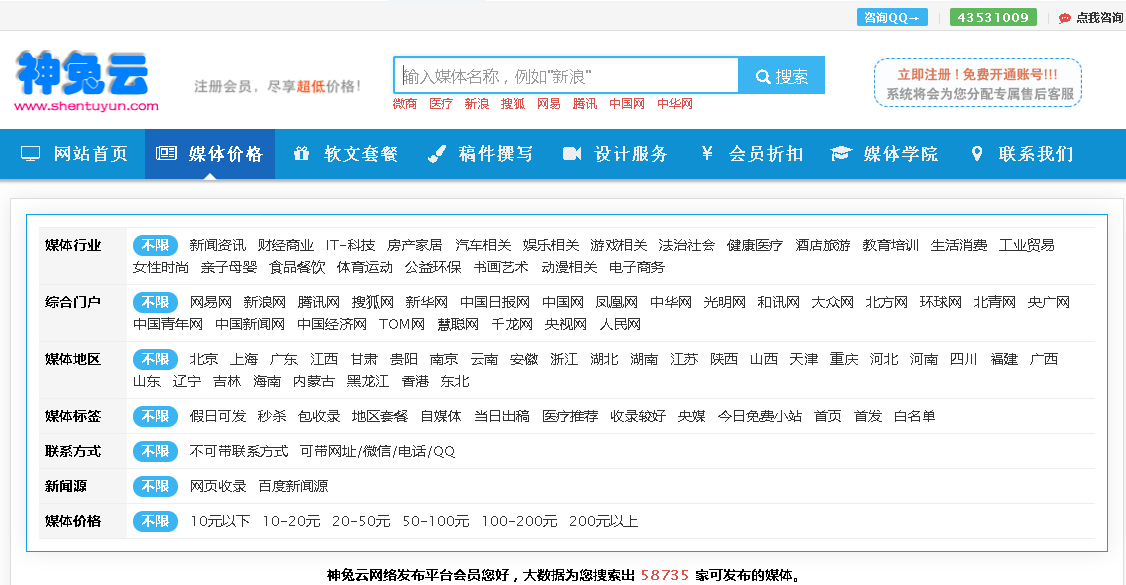 咨询QQ→ 43531009 点我咨询
神兔云
www.shentuyun.com
注册会员，尽享超低价格！
输入媒体名称，例如"新浪" 搜索
微商 医疗 新浪 搜狐 网易 腾讯 中国网 中华网
立即注册！免费开通账号!!!
系统将会为您分配专属售后客服
网站首页 媒体价格 软文套餐 稿件撰写 设计服务 ¥ 会员折扣 媒体学院 联系我们
媒体行业 不限 新闻资讯 财经商业 IT-科技 房产家居 汽车相关 娱乐相关 游戏相关 法治社会 健康医疗 酒店旅游 教育培训 生活消费 工业贸易
女性时尚 亲子母婴 食品餐饮 体育运动 公益环保 书画艺术 动漫相关 电子商务
综合门户 不限 网易网 新浪网 腾讯网 搜狐网 新华网 中国日报网 中国网 凤凰网 中华网 光明网 和讯网 大众网 北方网 环球网 北青网 央广网
中国青年网 中国新闻网 中国经济网 TOM网 慧聪网 千龙网 央视网 人民网
媒体地区 不限 北京 上海 广东 江西 甘肃 贵阳 南京 云南 安徽 浙江 湖北 湖南 江苏 陕西 山西 天津 重庆 河北 河南 四川 福建 广西
山东 辽宁 吉林 海南 内蒙古 黑龙江 香港 东北
媒体标签 不限 假日可发 秒杀 包收录 地区套餐 自媒体 当日出稿 医疗推荐 收录较好 央媒 今日免费小站 首页 首发 白名单
联系方式 不限 不可带联系方式 可带网址/微信/电话/QQ
新闻源 不限 网页收录 百度新闻源
媒体价格 不限 10元以下 10-20元 20-50元 50-100元 100-200元 200元以上
神兔云网络发布平台会员您好，大数据为您搜索出 58735 家可发布的媒体。